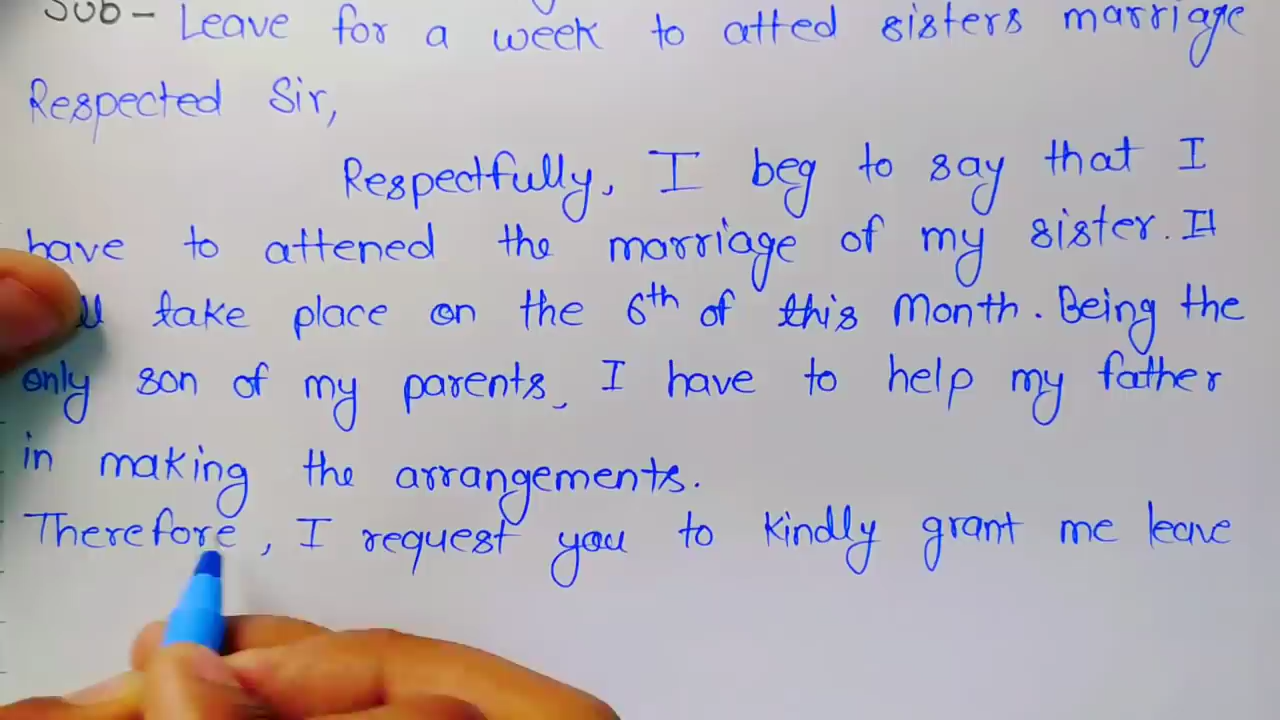 Sub - Leave for a week to atted sisters marriage
Respected Sir,
Respectfully, I beg to say that I
have to attened the marriage of my sister. It
take place on the 6th of this Month. Being the
only son of my parents, I have to help my father
in making the arrangements.
Therefore, I request you to kindly grant me leave